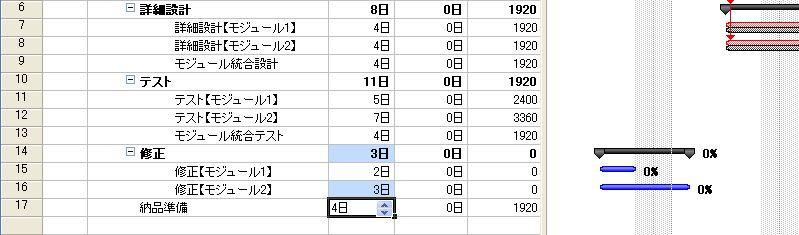 6 詳細設計 8日 0日 1920
7 詳細設計【モジュール1】 4日 0日 1920
8 詳細設計【モジュール2】 4日 0日 1920
9 モジュール統合設計 4日 0日 1920
10 テスト 11日 0日 1920
11 テスト【モジュール1】 5日 0日 2400
12 テスト【モジュール2】 7日 0日 3360
13 モジュール統合テスト 4日 0日 1920
14 修正 3日 0日 0 0%
15 修正【モジュール1】 2日 0日 0 0%
16 修正【モジュール2】 3日 0日 0 0%
17 納品準備 4日 0日 1920